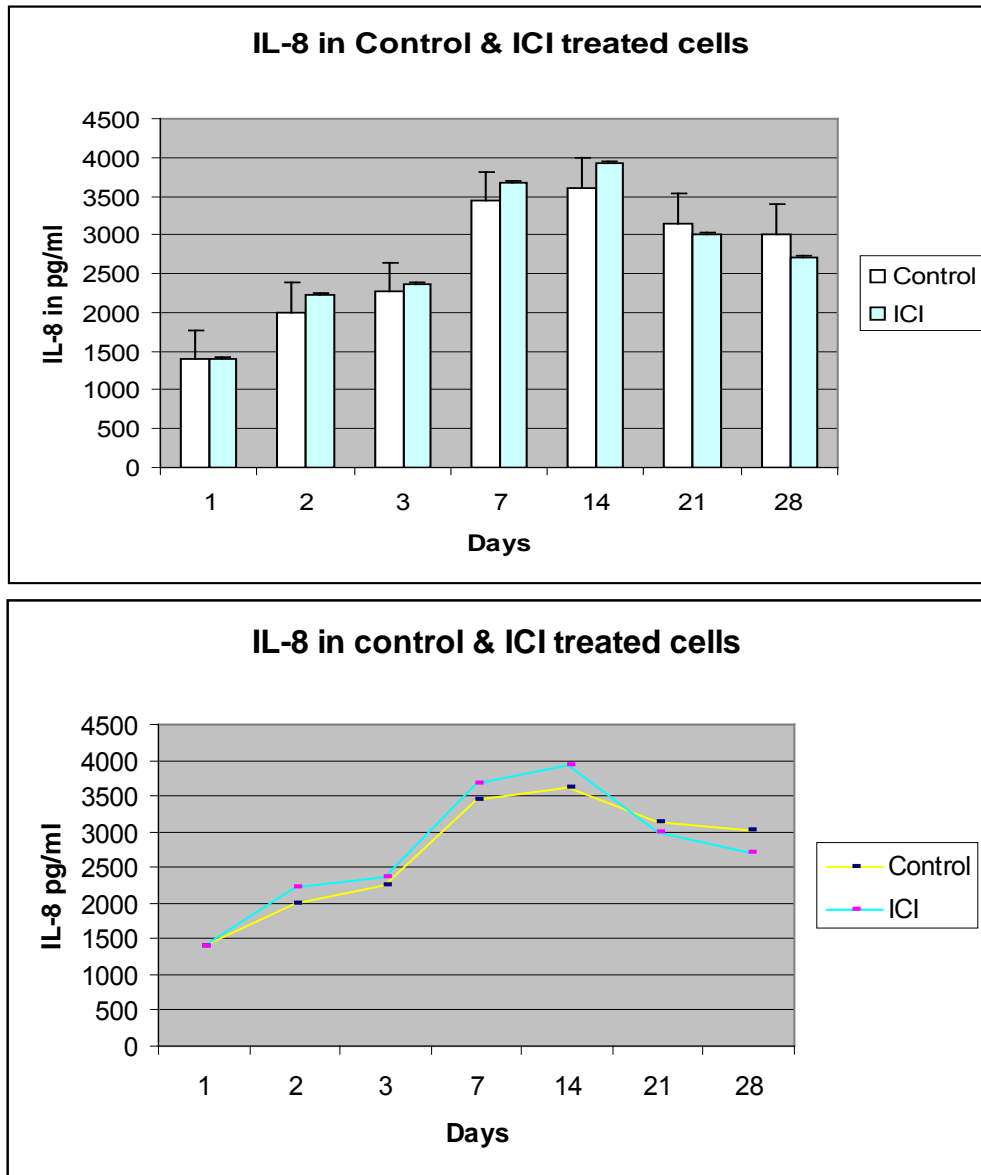 IL-8 in Control & ICI treated cells
4500
4000
3500
3000
2500
2000
1500
1000
500
0
IL-8 in pg/ml
1 2 3 7 14 21 28
Days
Control
ICI
IL-8 in control & ICI treated cells
4500
4000
3500
3000
2500
2000
1500
1000
500
0
IL-8 pg/ml
1 2 3 7 14 21 28
Days
Control
ICI